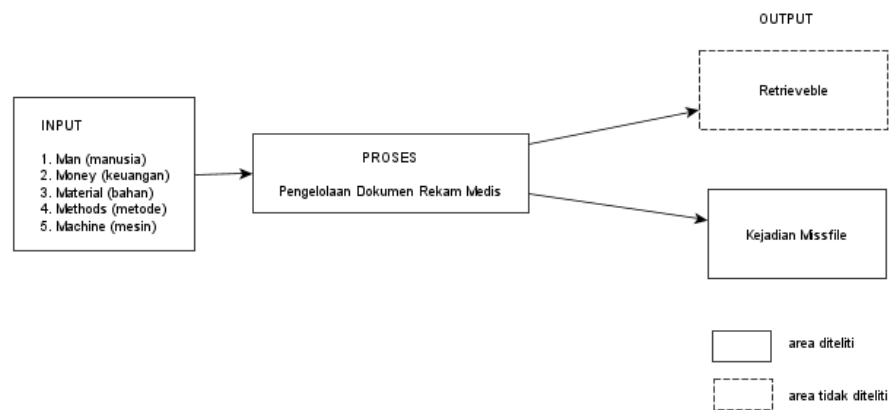 OUTPUT
Retrieveble
INPUT
1. Man (manusia)
2. Money (keuangan)
3. Material (bahan)
4. Methods (metode)
5. Machine (mesin)
PROSES
Pengelolaan Dokumen Rekam Medis
Kejadian Missfile
area diteliti
area tidak diteliti